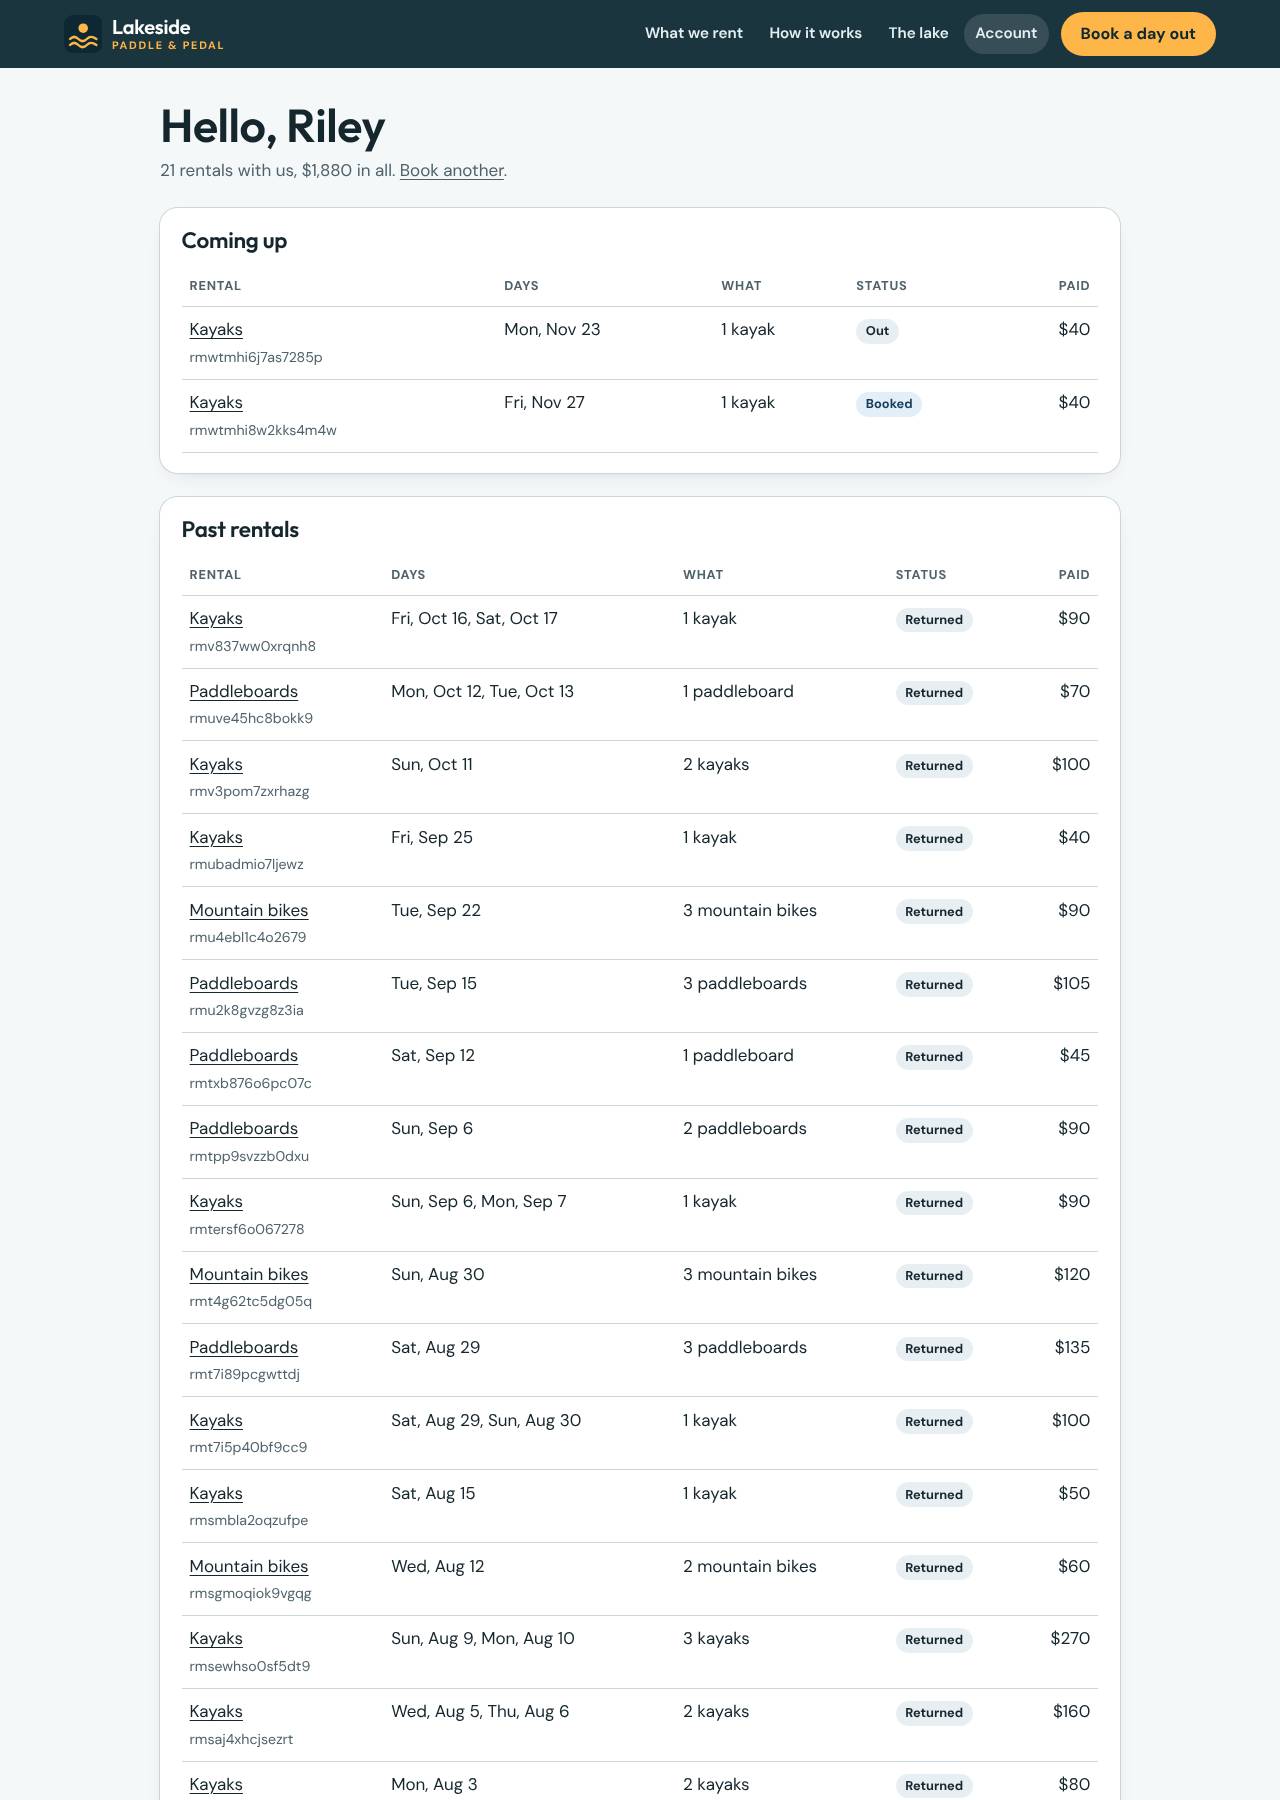 Lakeside
PADDLE & PEDAL
What we rent How it works The lake Account Book a day out
Hello, Riley
21 rentals with us, $1,880 in all. Book another.
Coming up
RENTAL DAYS WHAT STATUS PAID
Kayaks Mon, Nov 23 1 kayak Out $40
rmwtmhi6j7as7285p
Kayaks Fri, Nov 27 1 kayak Booked $40
rmwtmhi8w2kks4m4w
Past rentals
RENTAL DAYS WHAT STATUS PAID
Kayaks Fri, Oct 16, Sat, Oct 17 1 kayak Returned $90
rmv837ww0xrqnh8
Paddleboards Mon, Oct 12, Tue, Oct 13 1 paddleboard Returned $70
rmuve45hc8bokk9
Kayaks Sun, Oct 11 2 kayaks Returned $100
rmv3pom7zxrhazg
Kayaks Fri, Sep 25 1 kayak Returned $40
rmubadmio7ljewz
Mountain bikes Tue, Sep 22 3 mountain bikes Returned $90
rmu4ebl1c4o2679
Paddleboards Tue, Sep 15 3 paddleboards Returned $105
rmu2k8gvzg8z3ia
Paddleboards Sat, Sep 12 1 paddleboard Returned $45
rmtxb876o6pc07c
Paddleboards Sun, Sep 6 2 paddleboards Returned $90
rmtpp9svzzb0dxu
Kayaks Sun, Sep 6, Mon, Sep 7 1 kayak Returned $90
rmtersf6o067278
Mountain bikes Sun, Aug 30 3 mountain bikes Returned $120
rmt4g62tc5dg05q
Paddleboards Sat, Aug 29 3 paddleboards Returned $135
rmt7i89pcgwttdj
Kayaks Sat, Aug 29, Sun, Aug 30 1 kayak Returned $100
rmt7i5p40bf9cc9
Kayaks Sat, Aug 15 1 kayak Returned $50
rmsmbla2oqzufpe
Mountain bikes Wed, Aug 12 2 mountain bikes Returned $60
rmsgmoqiok9vgqg
Kayaks Sun, Aug 9, Mon, Aug 10 3 kayaks Returned $270
rmsewhso0sf5dt9
Kayaks Wed, Aug 5, Thu, Aug 6 2 kayaks Returned $160
rmsaj4xhcjsezrt
Kayaks Mon, Aug 3 2 kayaks Returned $80